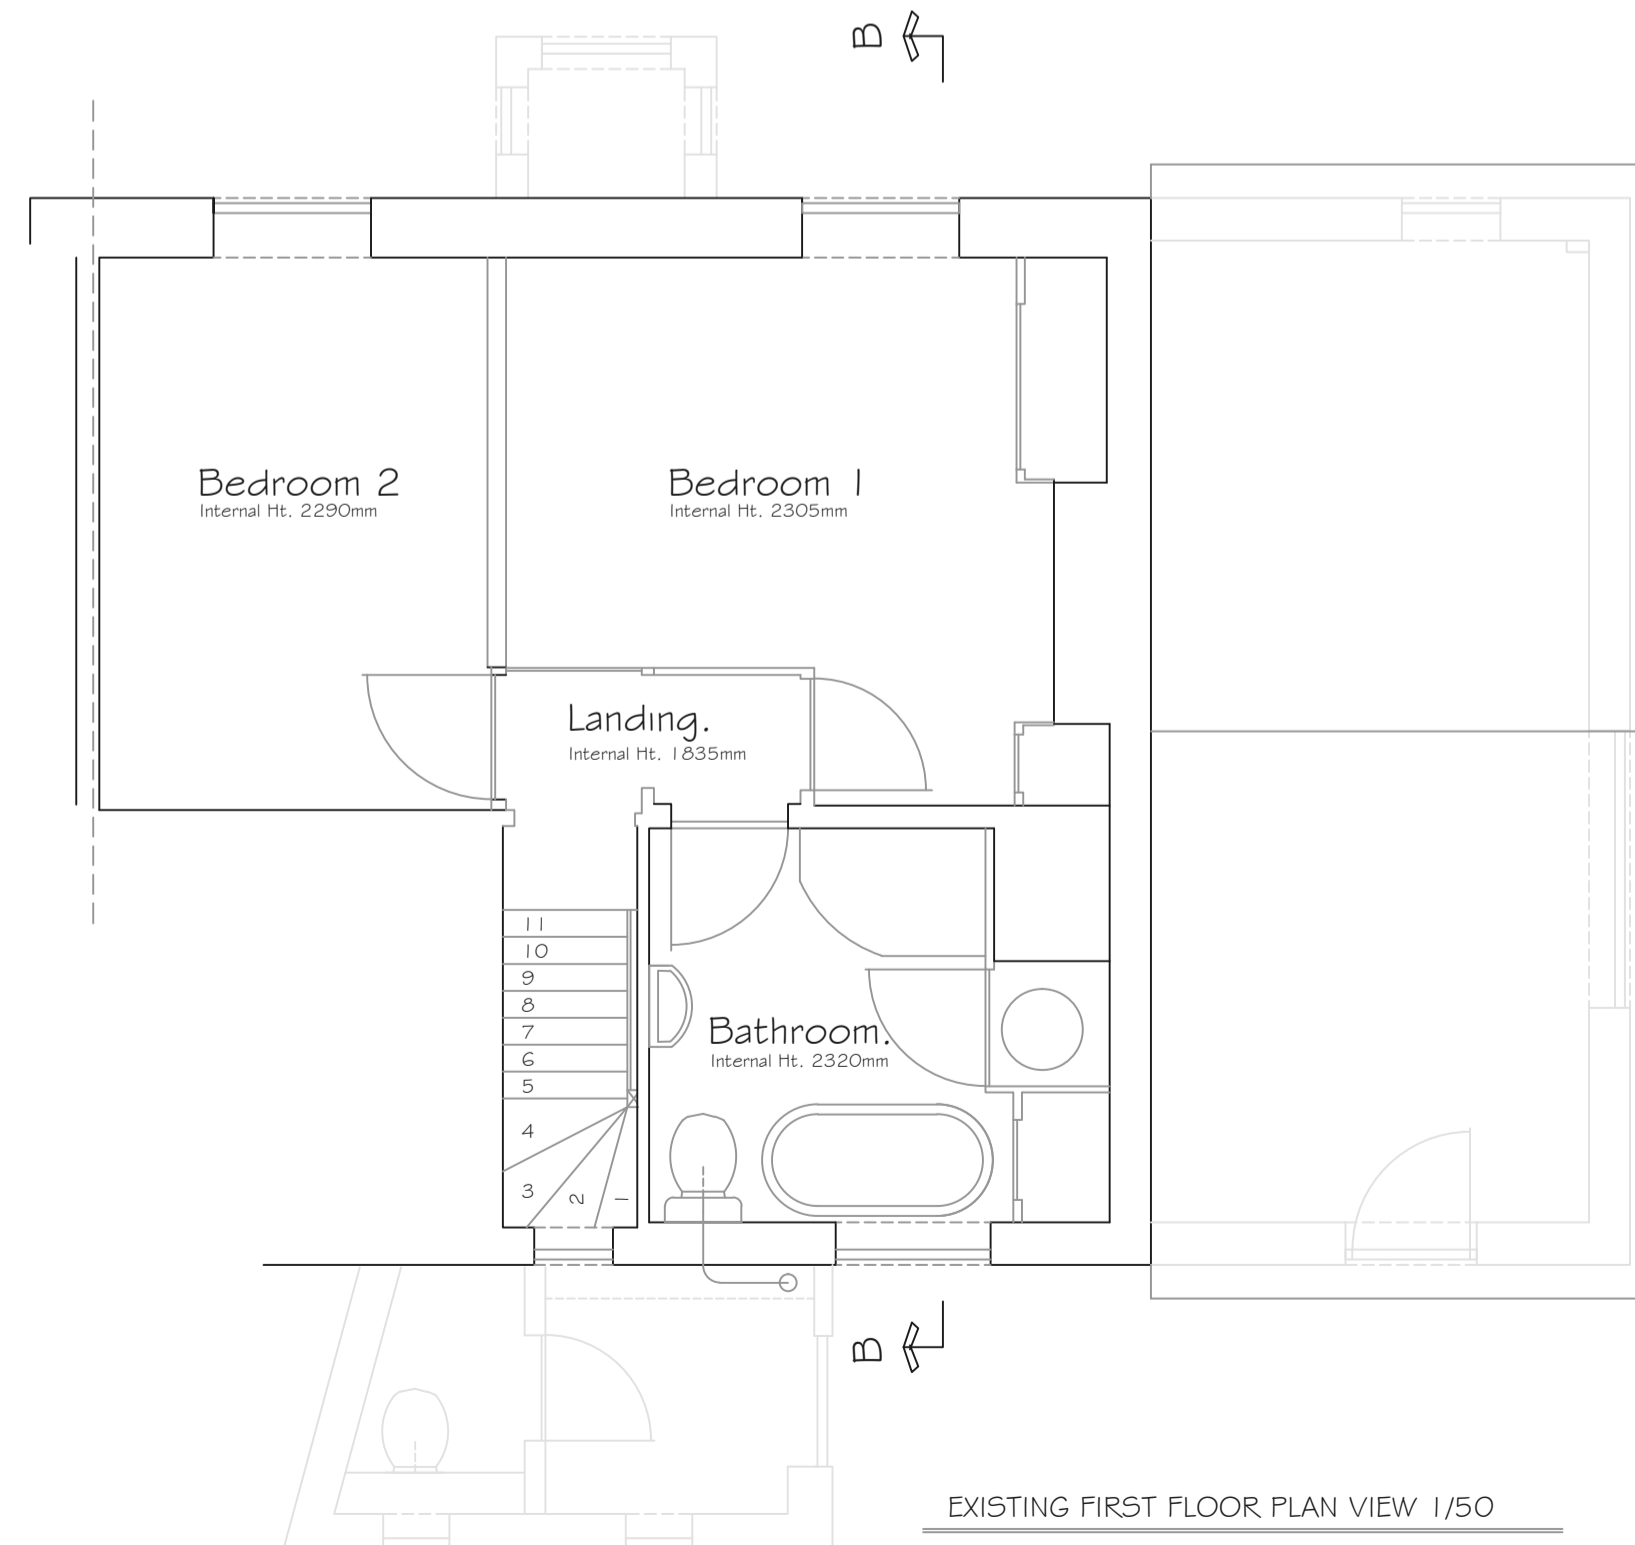 B
Bedroom 2
Internal Ht. 2290mm
Bedroom 1
Internal Ht. 2305mm
Landing.
Internal Ht. 1835mm
11
10
9
8
7
6
5
4
3
2
1
Bathroom.
Internal Ht. 2320mm
B
EXISTING FIRST FLOOR PLAN VIEW 1/50